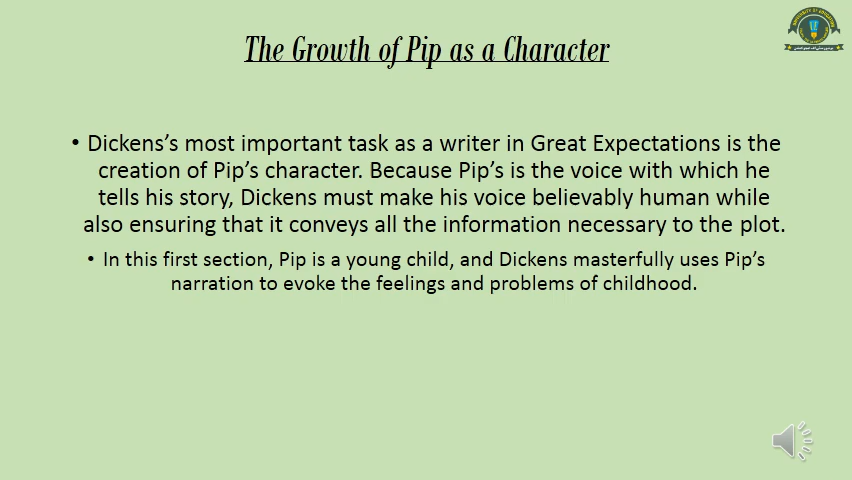 The Growth of Pip as a Character
• Dickens's most important task as a writer in Great Expectations is the
creation of Pip's character. Because Pip's is the voice with which he
tells his story, Dickens must make his voice believably human while
also ensuring that it conveys all the information necessary to the plot.
• In this first section, Pip is a young child, and Dickens masterfully uses Pip's
narration to evoke the feelings and problems of childhood.